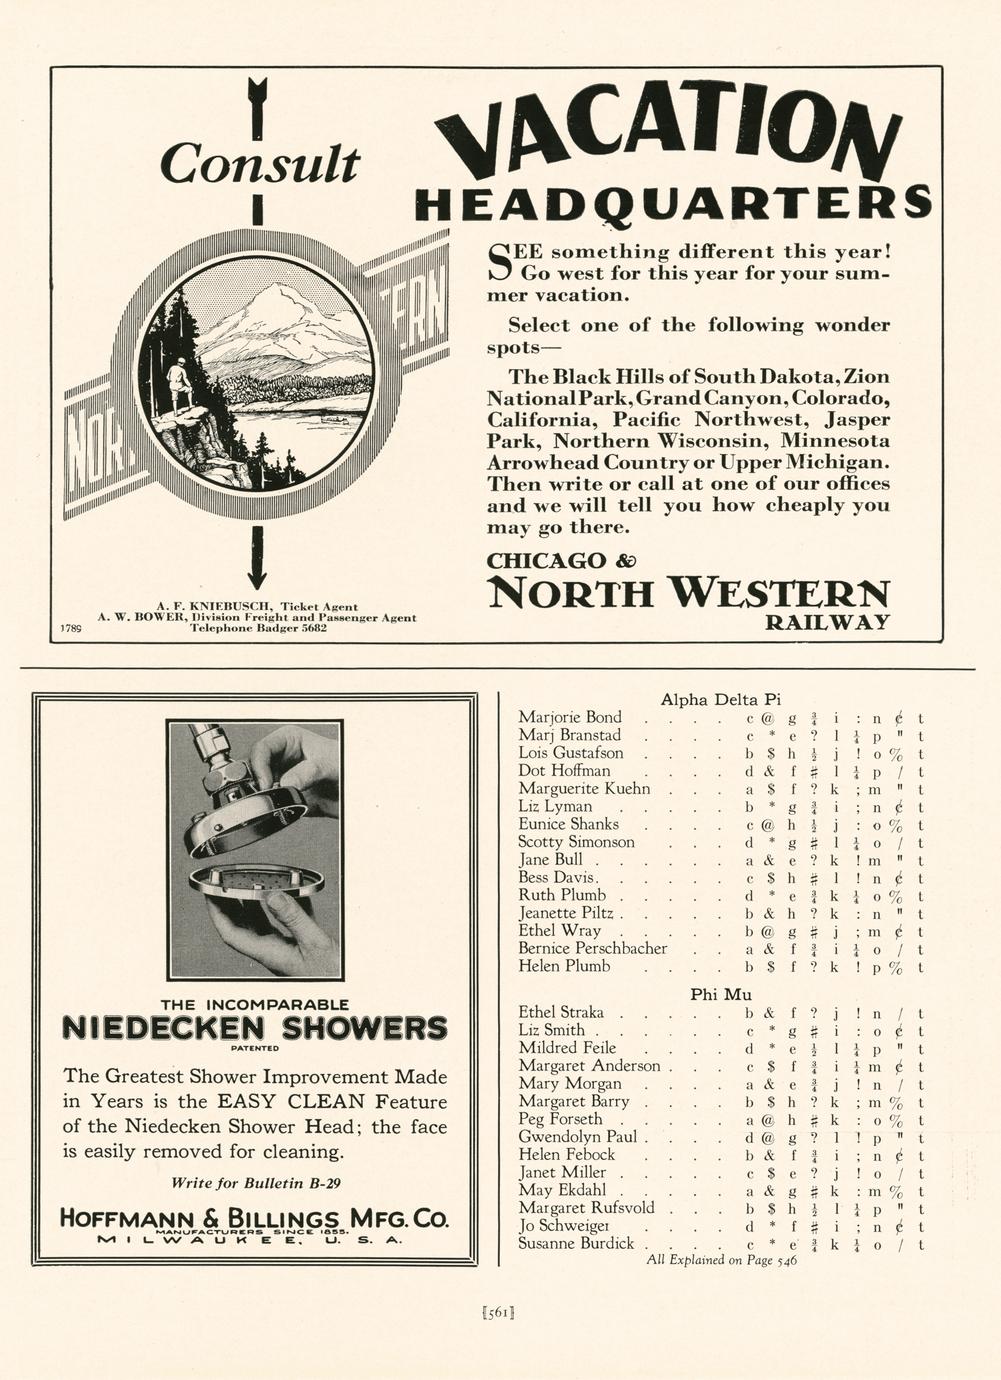 Consult
VACATION
HEADQUARTERS
NOR
ERN
SEE something different this year!
Go west for this year for your sum-
mer vacation.
Select one of the following wonder
spots—
The Black Hills of South Dakota, Zion
National Park, Grand Canyon, Colorado,
California, Pacific Northwest, Jasper
Park, Northern Wisconsin, Minnesota
Arrowhead Country or Upper Michigan.
Then write or call at one of our offices
and we will tell you how cheaply you
may go there.
CHICAGO &
NORTH WESTERN
RAILWAY
A. F. KNIEBUSCH, Ticket Agent
A. W. BOWER, Division Freight and Passenger Agent
Telephone Badger 5682
1789
THE INCOMPARABLE
NIEDECKEN SHOWERS
PATENTED
The Greatest Shower Improvement Made
in Years is the EASY CLEAN Feature
of the Niedecken Shower Head; the face
is easily removed for cleaning.
Write for Bulletin B-29
HOFFMANN & BILLINGS MFG. CO.
MANUFACTURERS SINCE 1855.
MILWAUKEE, U. S. A.
Alpha Delta Pi
Marjorie Bond . . . . c @ g ¾ i : n ¢ t
Marj Branstad . . . . c * e ? l ¼ p " t
Lois Gustafson . . . . b $ h ½ j ! o % t
Dot Hoffman . . . . d & f # l ¼ p / t
Marguerite Kuehn . . . a $ f ? k ; m " t
Liz Lyman . . . . . b * g ¾ i ; n ¢ t
Eunice Shanks . . . . c @ h ½ j : o % t
Scotty Simonson . . . d * g # l ¼ o / t
Jane Bull . . . . . . a & e ? k ! m " t
Bess Davis. . . . . . c $ h # l ! n ¢ t
Ruth Plumb . . . . . d * e ¾ k ¼ o % t
Jeanette Piltz . . . . . b & h ? k : n " t
Ethel Wray . . . . . b @ g # j ; m ¢ t
Bernice Perschbacher . . a & f ¾ i ¼ o / t
Helen Plumb . . . . b $ f ? k ! p % t
Phi Mu
Ethel Straka . . . . . b & f ? j ! n / t
Liz Smith . . . . . . c * g # i : o ¢ t
Mildred Feile . . . . d * e ½ l ¼ p " t
Margaret Anderson . . . c $ f ¾ i ¼ m ¢ t
Mary Morgan . . . . a & e ¾ j ! n / t
Margaret Barry . . . . b $ h ? k ; m % t
Peg Forseth . . . . . a @ h # k : o % t
Gwendolyn Paul . . . . d @ g ? l ! p " t
Helen Febock . . . . b & f ¾ i ; n ¢ t
Janet Miller . . . . . c $ e ? j ! o / t
May Ekdahl . . . . . a & g # k : m % t
Margaret Rufsvold . . . b $ h ½ l ¼ p " t
Jo Schweiger . . . . d * f # i ; n ¢ t
Susanne Burdick . . . . c * e ¾ k ¼ o / t
All Explained on Page 546
[561]